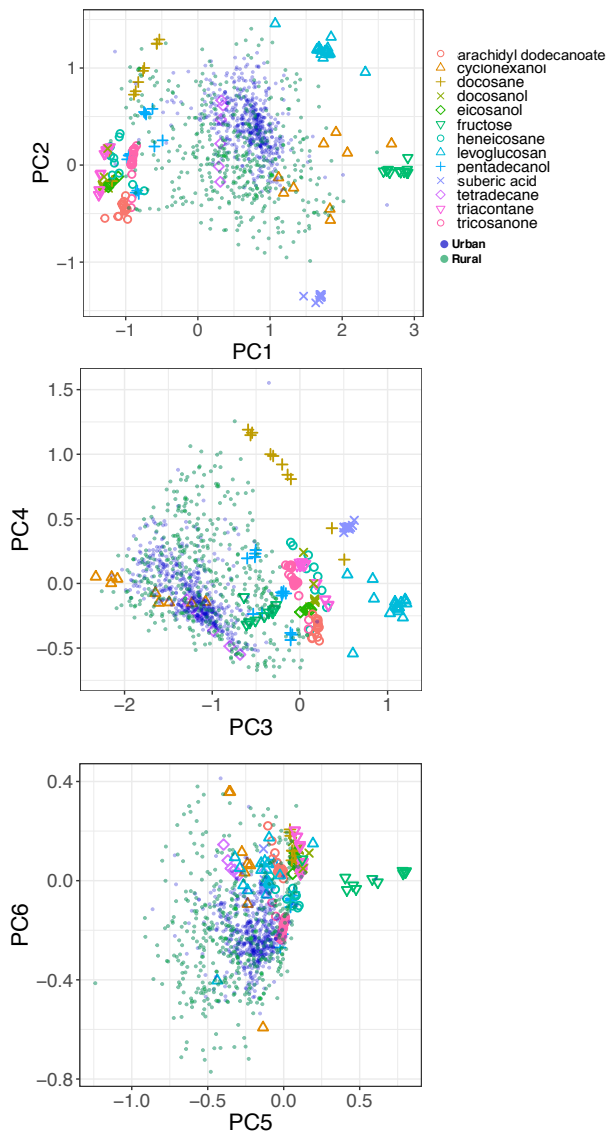 PC2
1
0
−1
−1
0
1
2
3
PC1
arachidyl dodecanoate
cyclohexanol
docosane
docosanol
eicosanol
fructose
heneicosane
levoglucosan
pentadecanol
suberic acid
tetradecane
triacontane
tricosanone
Urban
Rural
PC4
1.5
1.0
0.5
0.0
−0.5
−2
−1
0
1
PC3
PC6
0.4
0.0
−0.4
−0.8
−1.0
−0.5
0.0
0.5
PC5